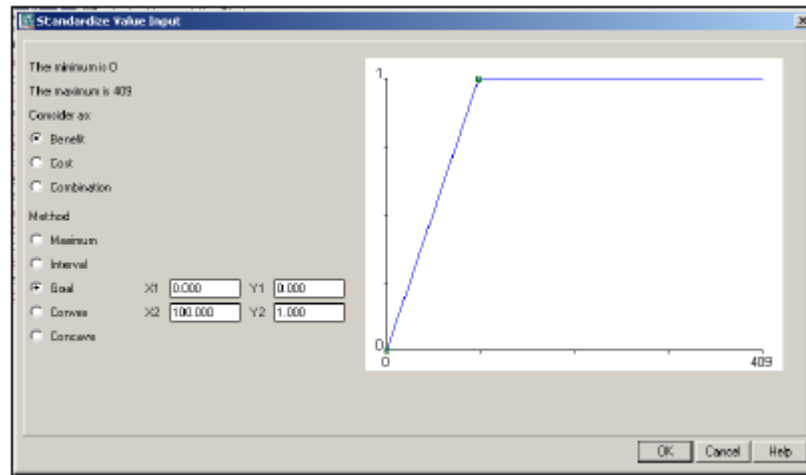 Standardize Value Input
The minimum is 0
The maximum is 409
Consider as:
Benefit
Cost
Combination
Method
Maximum
Interval
Goal X1 0.000 Y1 0.000
Convex X2 100.000 Y2 1.000
Concave
1
0
0 409
OK Cancel Help